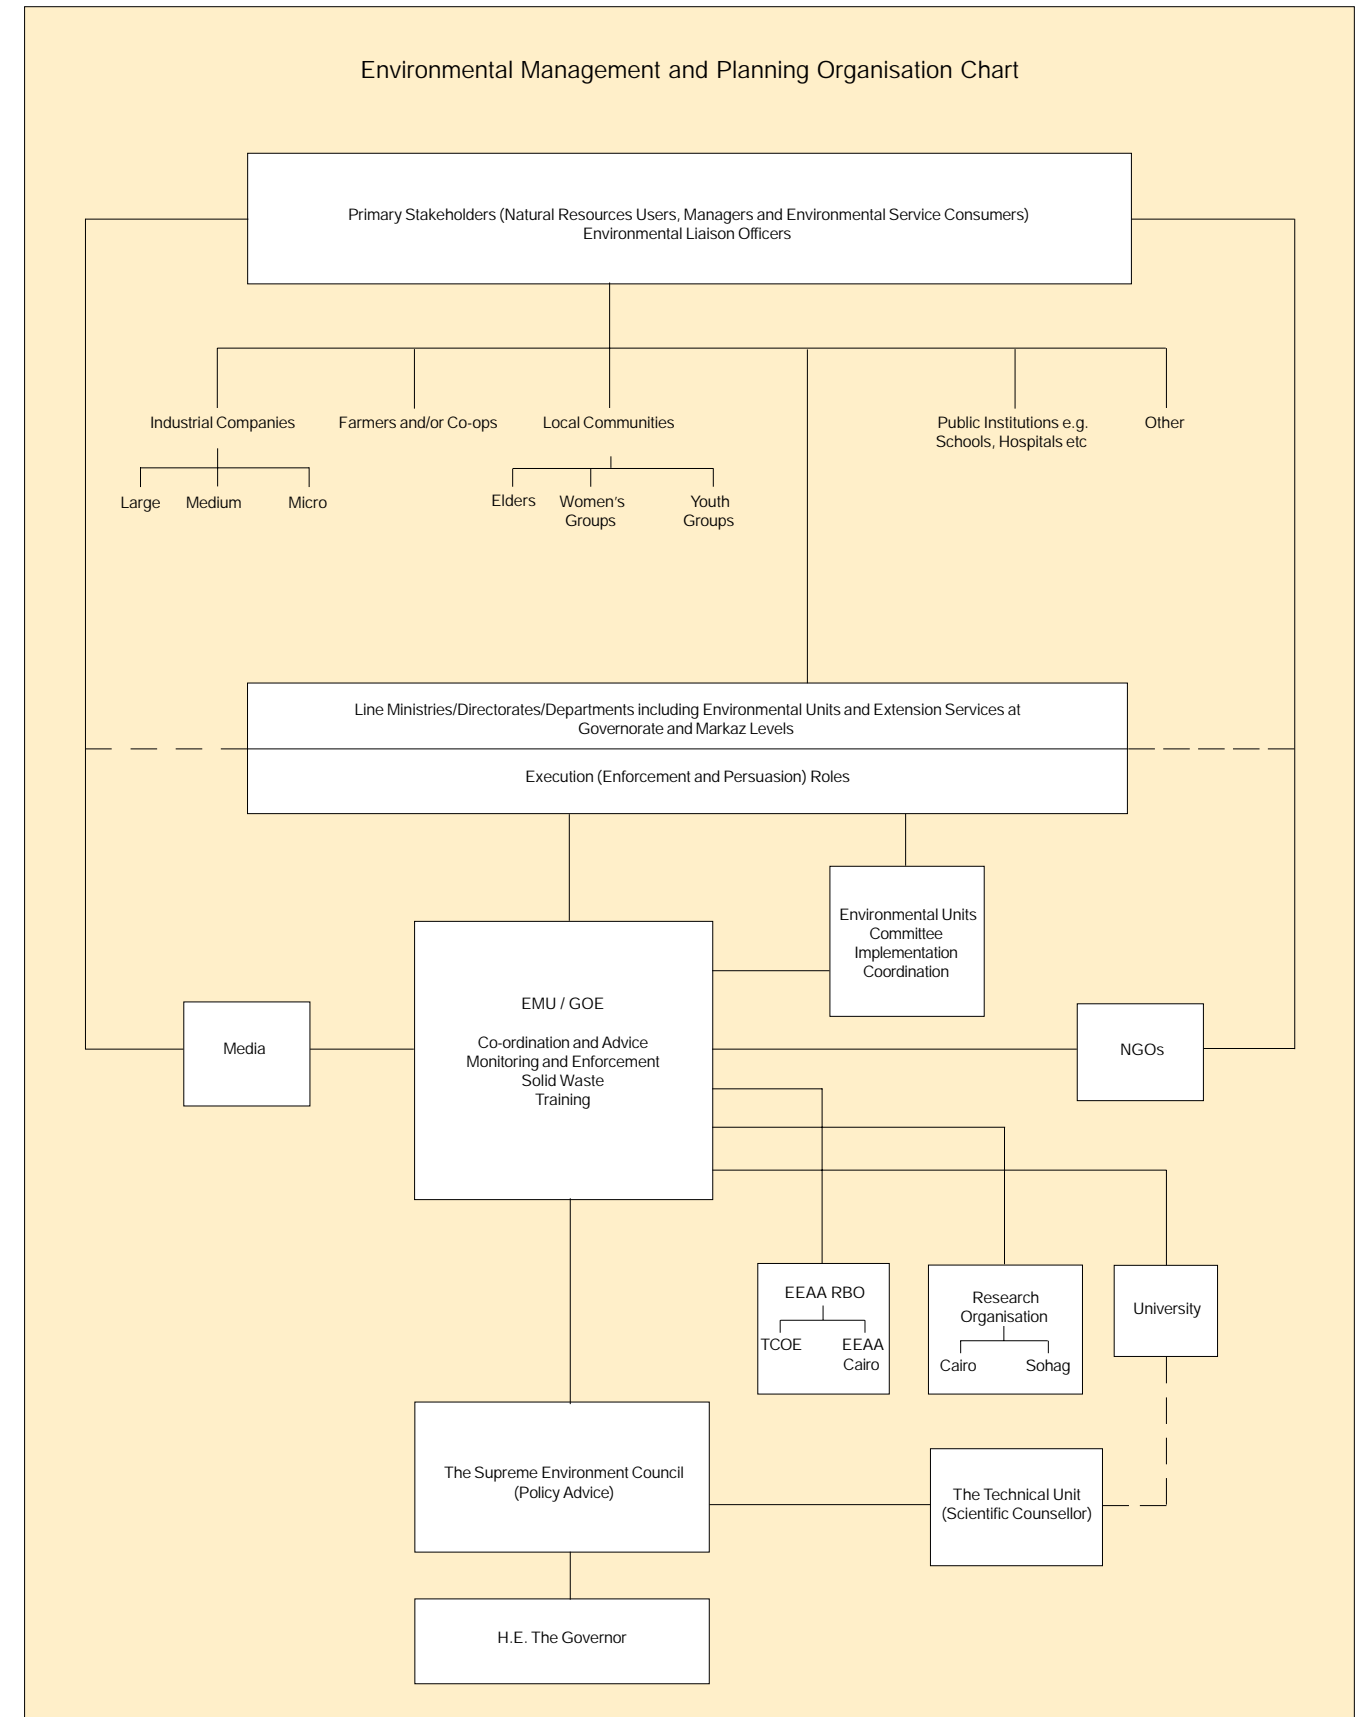 Environmental Management and Planning Organisation Chart
Primary Stakeholders (Natural Resources Users, Managers and Environmental Service Consumers)
Environmental Liaison Officers
Industrial Companies
Farmers and/or Co-ops
Local Communities
Public Institutions e.g.
Schools, Hospitals etc
Other
Large
Medium
Micro
Elders
Women's
Groups
Youth
Groups
Line Ministries/Directorates/Departments including Environmental Units and Extension Services at
Governorate and Markaz Levels
Execution (Enforcement and Persuasion) Roles
Environmental Units
Committee
Implementation
Coordination
EMU / GOE
Co-ordination and Advice
Monitoring and Enforcement
Solid Waste
Training
Media
NGOs
EEAA RBO
TCOE
EEAA
Cairo
Research
Organisation
Cairo
Sohag
University
The Supreme Environment Council
(Policy Advice)
The Technical Unit
(Scientific Counsellor)
H.E. The Governor